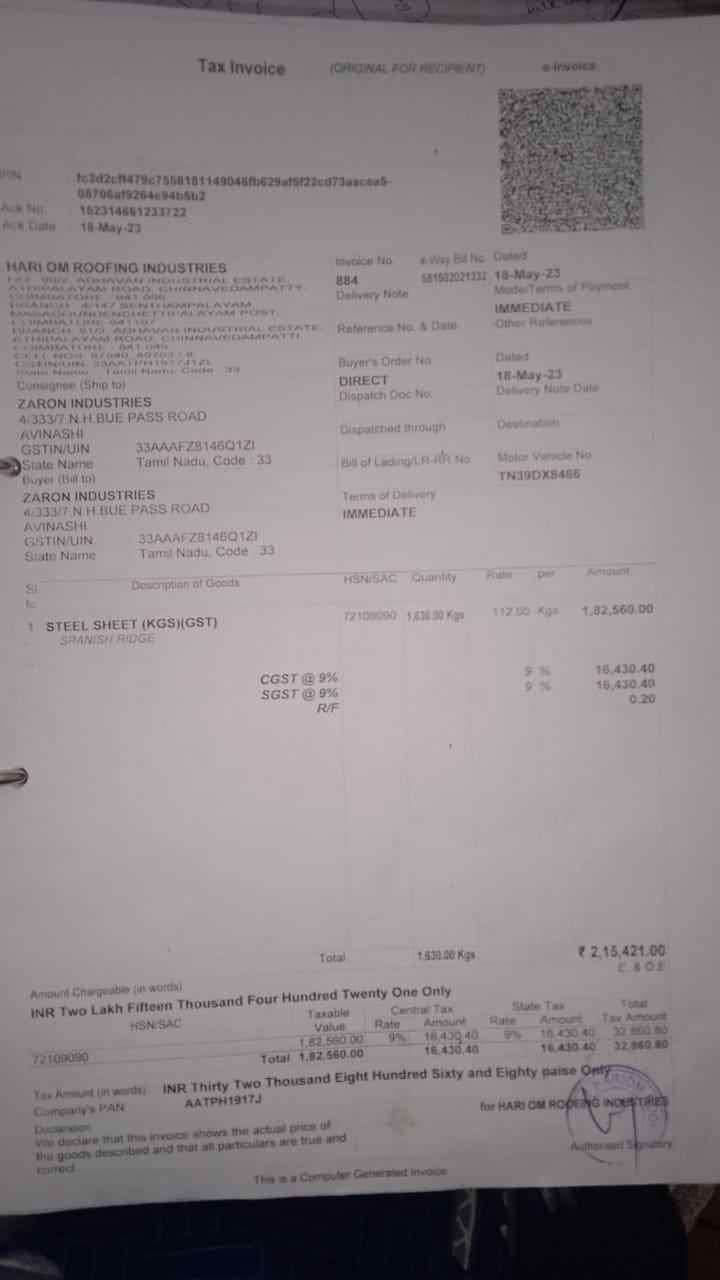 Tax Invoice (ORIGINAL FOR RECIPIENT) e-Invoice
IRN : fc3d2cff479c7558181149046fb629af5f22cd73aacea5-
08706af9264e94b5b2
Ack No. : 152314661233722
Ack Date : 18-May-23
HARI OM ROOFING INDUSTRIES
HO. 90/2, ADHAVAN INDUSTRIAL ESTATE,
ATHIPALAYAM ROAD, CHINNAVEDAMPATTY,
COIMBATORE - 641 006
BRANCH : 4/147 SENTHAMPALAYAM,
MASAGOUNDENCHETTIPALAYAM POST,
COIMBATORE-641107
BRANCH 81/2, ADHAVAN INDUSTRIAL ESTATE,
ATHIPALAYAM ROAD, CHINNAVEDAMPATTI
COIMBATORE - 641 049
CELL NOS 87540 40703 / 8
GSTIN/UIN: 33AATPH1917J1ZL
State Name : Tamil Nadu, Code : 33
Invoice No. e-Way Bill No. Dated
884 581502021332 18-May-23
Delivery Note Mode/Terms of Payment
IMMEDIATE
Reference No. & Date. Other References
Buyer's Order No. Dated
DIRECT 18-May-23
Dispatch Doc No. Delivery Note Date
Dispatched through Destination
Bill of Lading/LR-RR No. Motor Vehicle No.
TN39DX8466
Terms of Delivery
IMMEDIATE
Consignee (Ship to)
ZARON INDUSTRIES
4/333/7,N.H.BUE PASS ROAD
AVINASHI
GSTIN/UIN : 33AAAFZ8146Q1ZI
State Name : Tamil Nadu, Code : 33
Buyer (Bill to)
ZARON INDUSTRIES
4/333/7,N.H.BUE PASS ROAD
AVINASHI
GSTIN/UIN : 33AAAFZ8146Q1ZI
State Name : Tamil Nadu, Code : 33
Sl Description of Goods HSN/SAC Quantity Rate per Amount
No.
1 STEEL SHEET (KGS)(GST) 72109090 1,630.00 Kgs 112.00 Kgs 1,82,560.00
SPANISH RIDGE
CGST @ 9% 9 % 16,430.40
SGST @ 9% 9 % 16,430.40
R/F 0.20
Total 1,630.00 Kgs ₹ 2,15,421.00
Amount Chargeable (in words) E. & O.E
INR Two Lakh Fifteen Thousand Four Hundred Twenty One Only
HSN/SAC Taxable Central Tax State Tax Total
Value Rate Amount Rate Amount Tax Amount
72109090 1,82,560.00 9% 16,430.40 9% 16,430.40 32,860.80
Total 1,82,560.00 16,430.40 16,430.40 32,860.80
Tax Amount (in words) : INR Thirty Two Thousand Eight Hundred Sixty and Eighty paise Only
Company's PAN : AATPH1917J
for HARI OM ROOFING INDUSTRIES
Declaration
We declare that this invoice shows the actual price of
the goods described and that all particulars are true and
correct.
Authorised Signatory
This is a Computer Generated Invoice
HARIOM